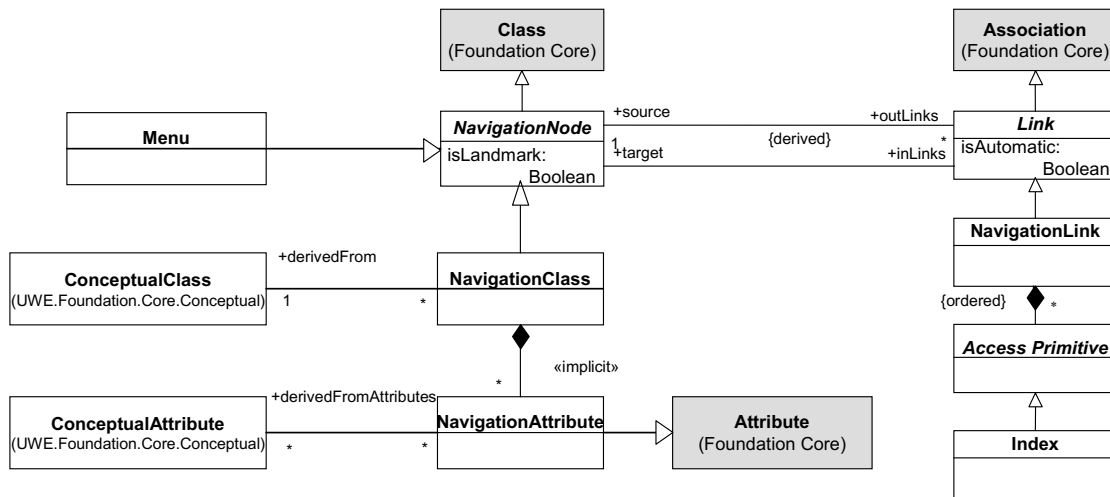 Class
(Foundation Core)
Association
(Foundation Core)
Menu
NavigationNode
isLandmark:
Boolean
+source
1
+target
{derived}
+outLinks
*
+inLinks
Link
isAutomatic:
Boolean
NavigationLink
ConceptualClass
(UWE.Foundation.Core.Conceptual)
+derivedFrom
1
*
NavigationClass
{ordered}
*
«implicit»
*
Access Primitive
ConceptualAttribute
(UWE.Foundation.Core.Conceptual)
+derivedFromAttributes
*
*
NavigationAttribute
Attribute
(Foundation Core)
Index